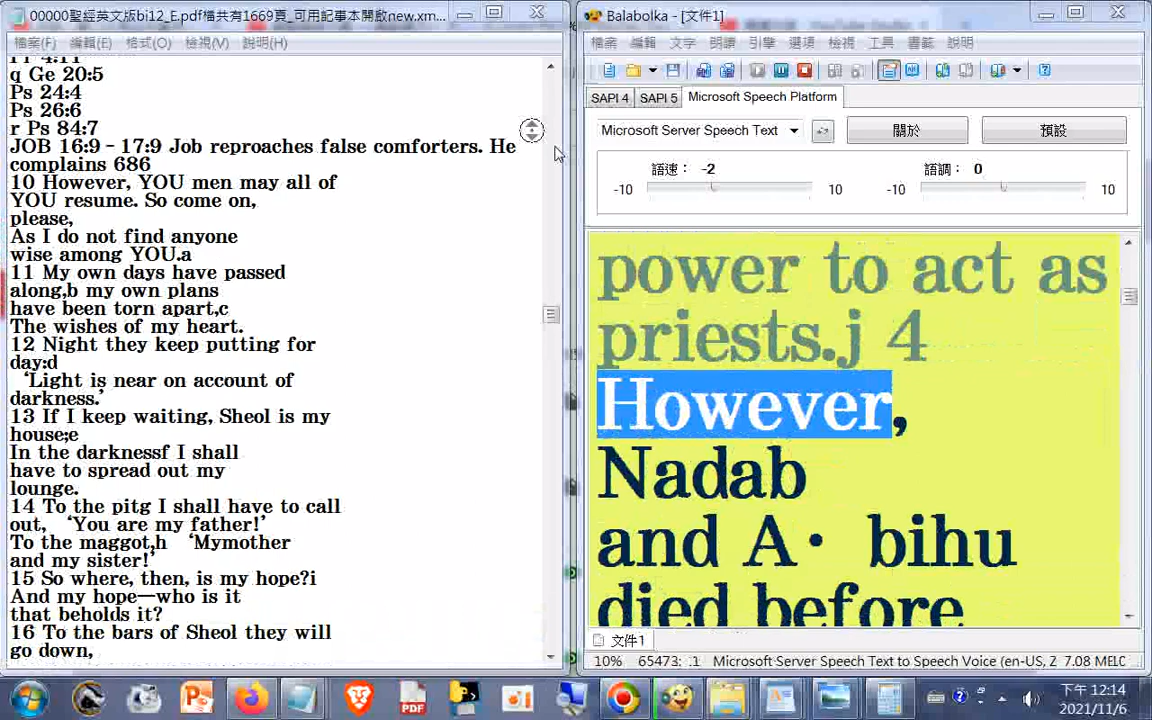 00000聖經英文版bi12_E.pdf檔共有1669頁_可用記事本開啟new.xm...
檔案(F) 編輯(E) 格式(O) 檢視(V) 說明(H)
q Ge 20:5
Ps 24:4
Ps 26:6
r Ps 84:7
JOB 16:9 - 17:9 Job reproaches false comforters. He
complains 686
10 However, YOU men may all of
YOU resume. So come on,
please,
As I do not find anyone
wise among YOU.a
11 My own days have passed
along,b my own plans
have been torn apart,c
The wishes of my heart.
12 Night they keep putting for
day:d
‘Light is near on account of
darkness.’
13 If I keep waiting, Sheol is my
house;e
In the darknessf I shall
have to spread out my
lounge.
14 To the pitg I shall have to call
out, ‘You are my father!’
To the maggot,h ‘Mymother
and my sister!’
15 So where, then, is my hope?i
And my hope—who is it
that beholds it?
16 To the bars of Sheol they will
go down,
Balabolka - [文件1]
檔案 編輯 文字 朗讀 引擎 選項 檢視 工具 書籤 說明
SAPI 4 SAPI 5 Microsoft Speech Platform
Microsoft Server Speech Text 關於 預設
語速： -2 語調： 0
-10 10 -10 10
power to act as
priests.j 4
However,
Nadab
and A· bihu
died before
文件1
10% 65473: .1 Microsoft Server Speech Text to Speech Voice (en-US, 2 7.08 MELC
PDF
下午 12:14
2021/11/6